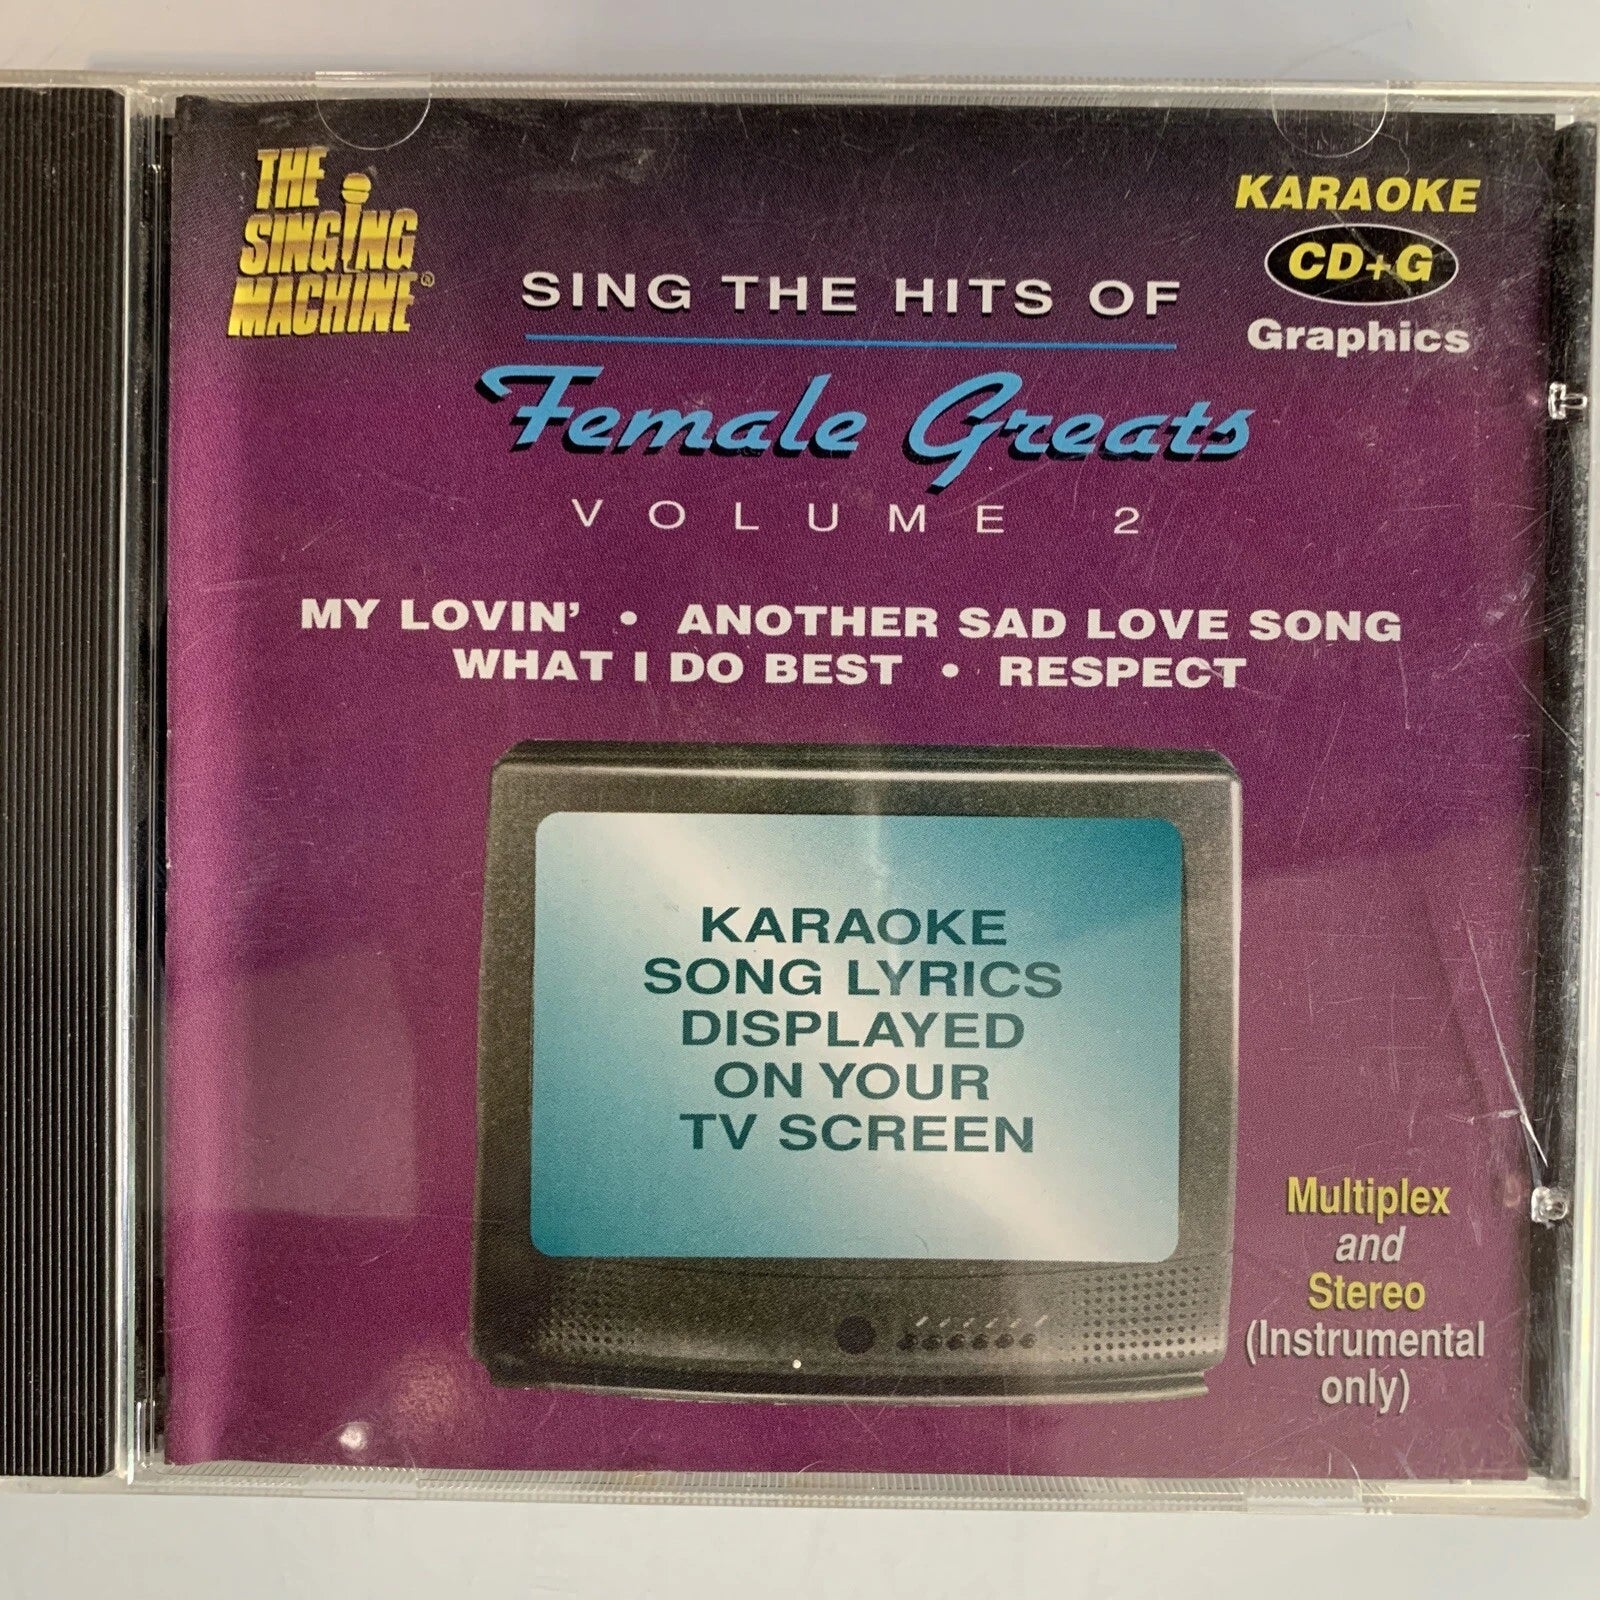 THE
SINGING
MACHINE®
KARAOKE
CD+G
Graphics
SING THE HITS OF
Female Greats
VOLUME 2
MY LOVIN' • ANOTHER SAD LOVE SONG
WHAT I DO BEST • RESPECT
KARAOKE
SONG LYRICS
DISPLAYED
ON YOUR
TV SCREEN
Multiplex
and
Stereo
(Instrumental
only)